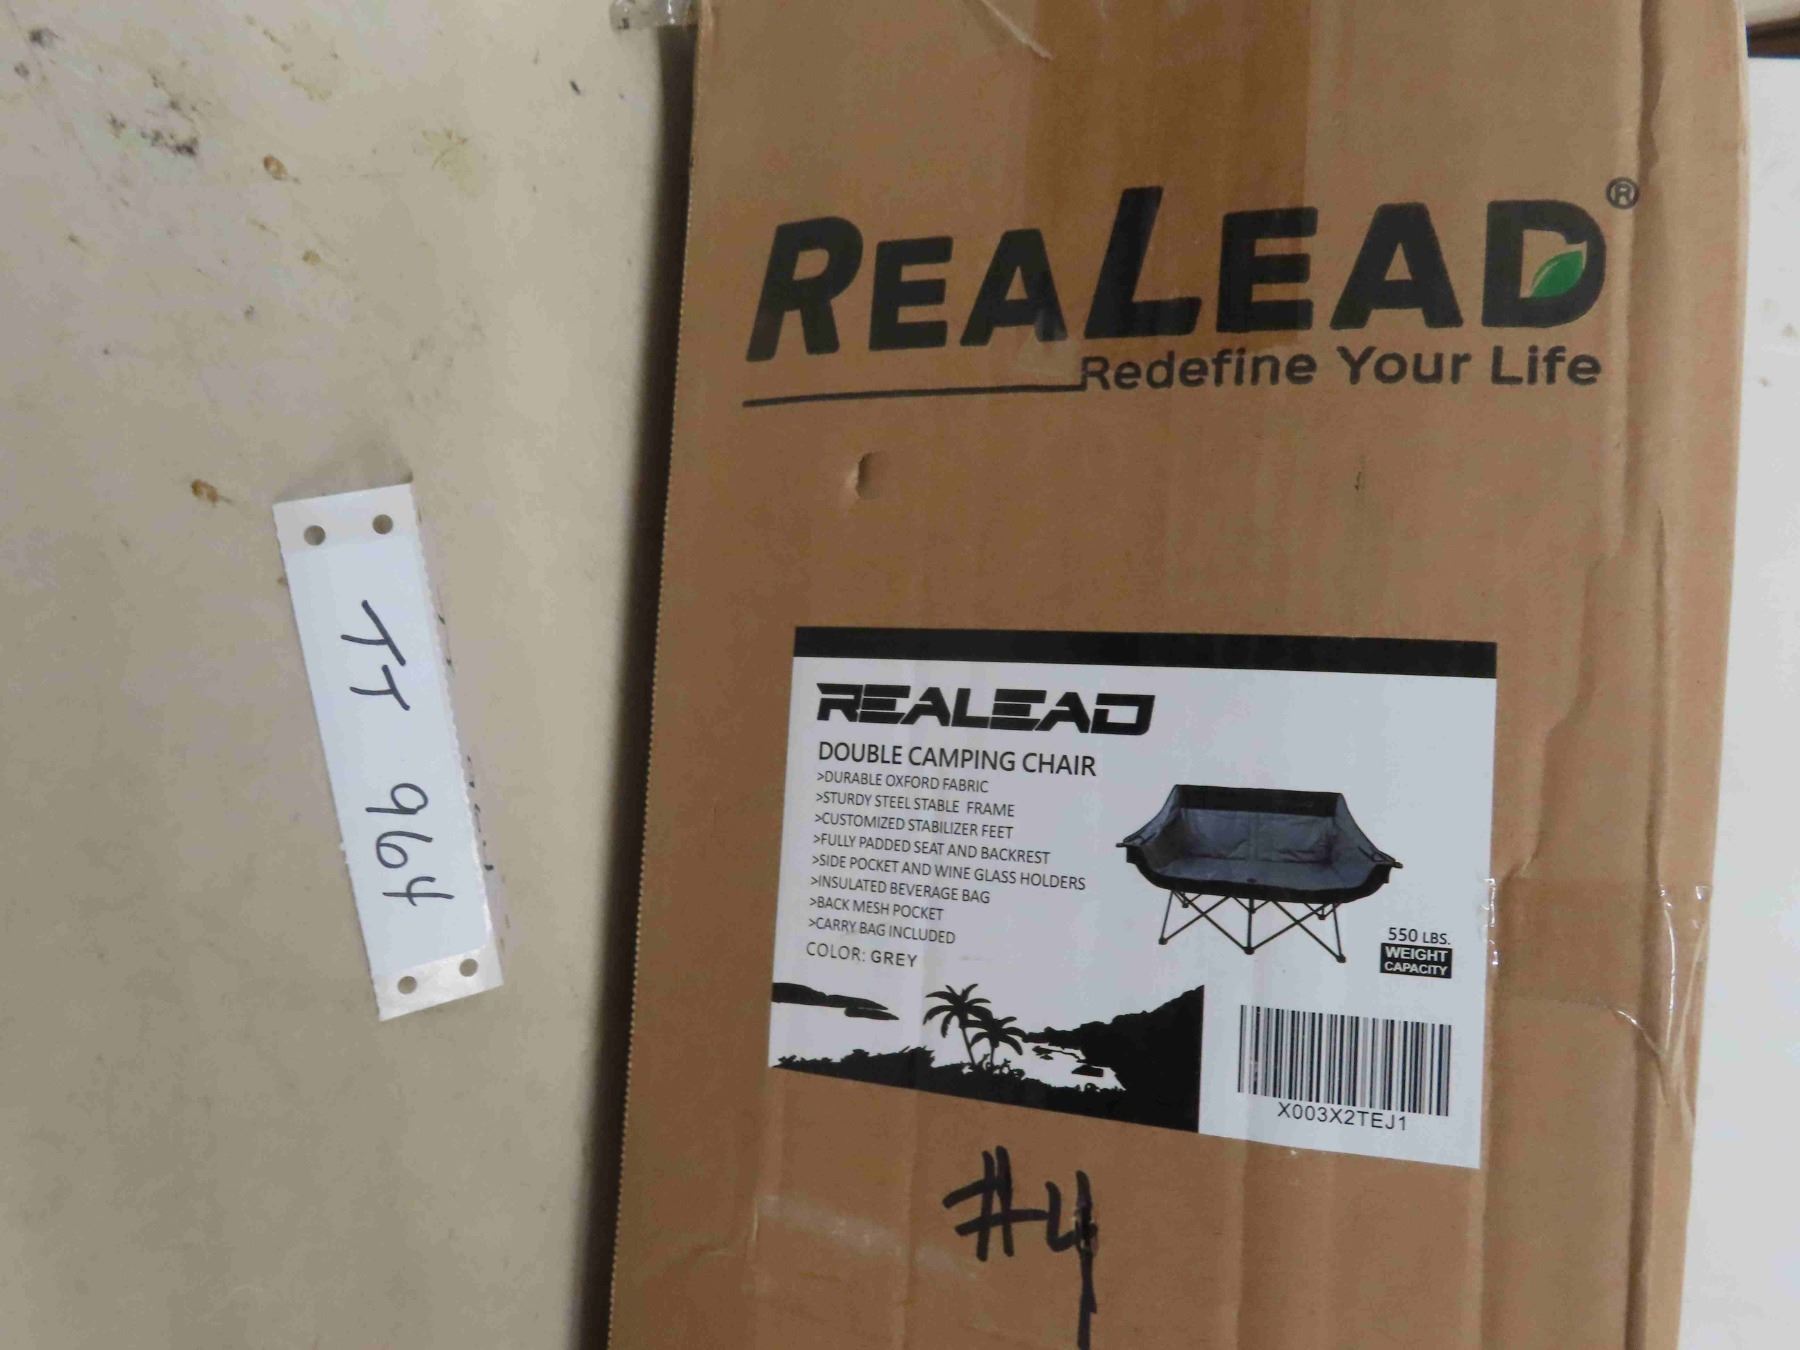 REALEAD®
Redefine Your Life
TT 964
REALEAD
DOUBLE CAMPING CHAIR
>DURABLE OXFORD FABRIC
>STURDY STEEL STABLE FRAME
>CUSTOMIZED STABILIZER FEET
>FULLY PADDED SEAT AND BACKREST
>SIDE POCKET AND WINE GLASS HOLDERS
>INSULATED BEVERAGE BAG
>BACK MESH POCKET
>CARRY BAG INCLUDED
COLOR: GREY
550 LBS.
WEIGHT
CAPACITY
X003X2TEJ1
#4